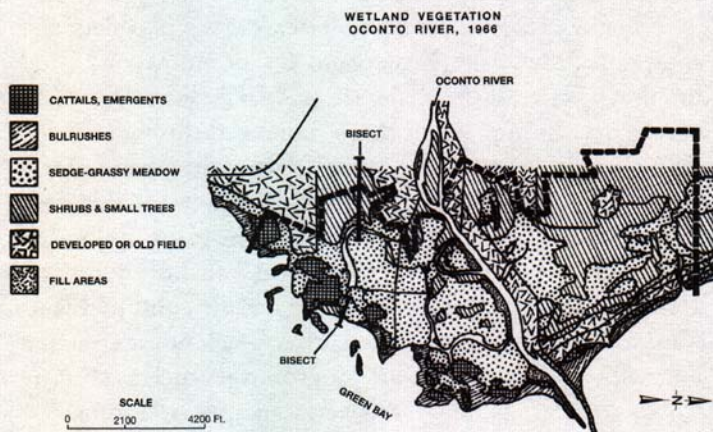 WETLAND VEGETATION
OCONTO RIVER, 1966
OCONTO RIVER
CATTAILS, EMERGENTS
BISECT
BULRUSHES
SEDGE-GRASSY MEADOW
SHRUBS & SMALL TREES
DEVELOPED OR OLD FIELD
FILL AREAS
BISECT
GREEN BAY
SCALE
0 2100 4200 FT.
N